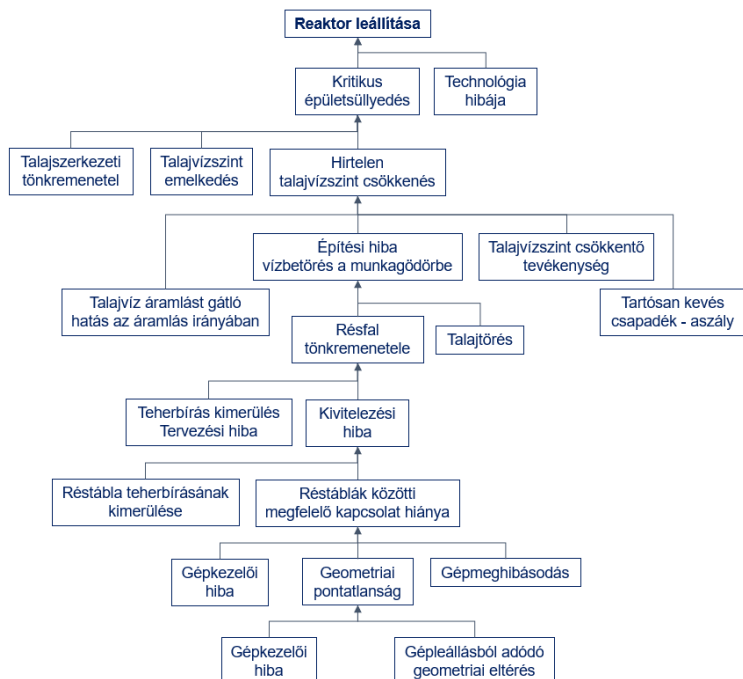 Reaktor leállítása
Kritikus
épületsüllyedés
Technológia
hibája
Talajszerkezeti
tönkremenetel
Talajvízszint
emelkedés
Hirtelen
talajvízszint csökkenés
Építési hiba
vízbetörés a munkagödörbe
Talajvízszint csökkentő
tevékenység
Talajvíz áramlást gátló
hatás az áramlás irányában
Tartósan kevés
csapadék - aszály
Résfal
tönkremenetele
Talajtörés
Teherbírás kimerülés
Tervezési hiba
Kivitelezési
hiba
Réstábla teherbírásának
kimerülése
Réstáblák közötti
megfelelő kapcsolat hiánya
Gépkezelői
hiba
Geometriai
pontatlanság
Gépmeghibásodás
Gépkezelői
hiba
Gépleállásból adódó
geometriai eltérés